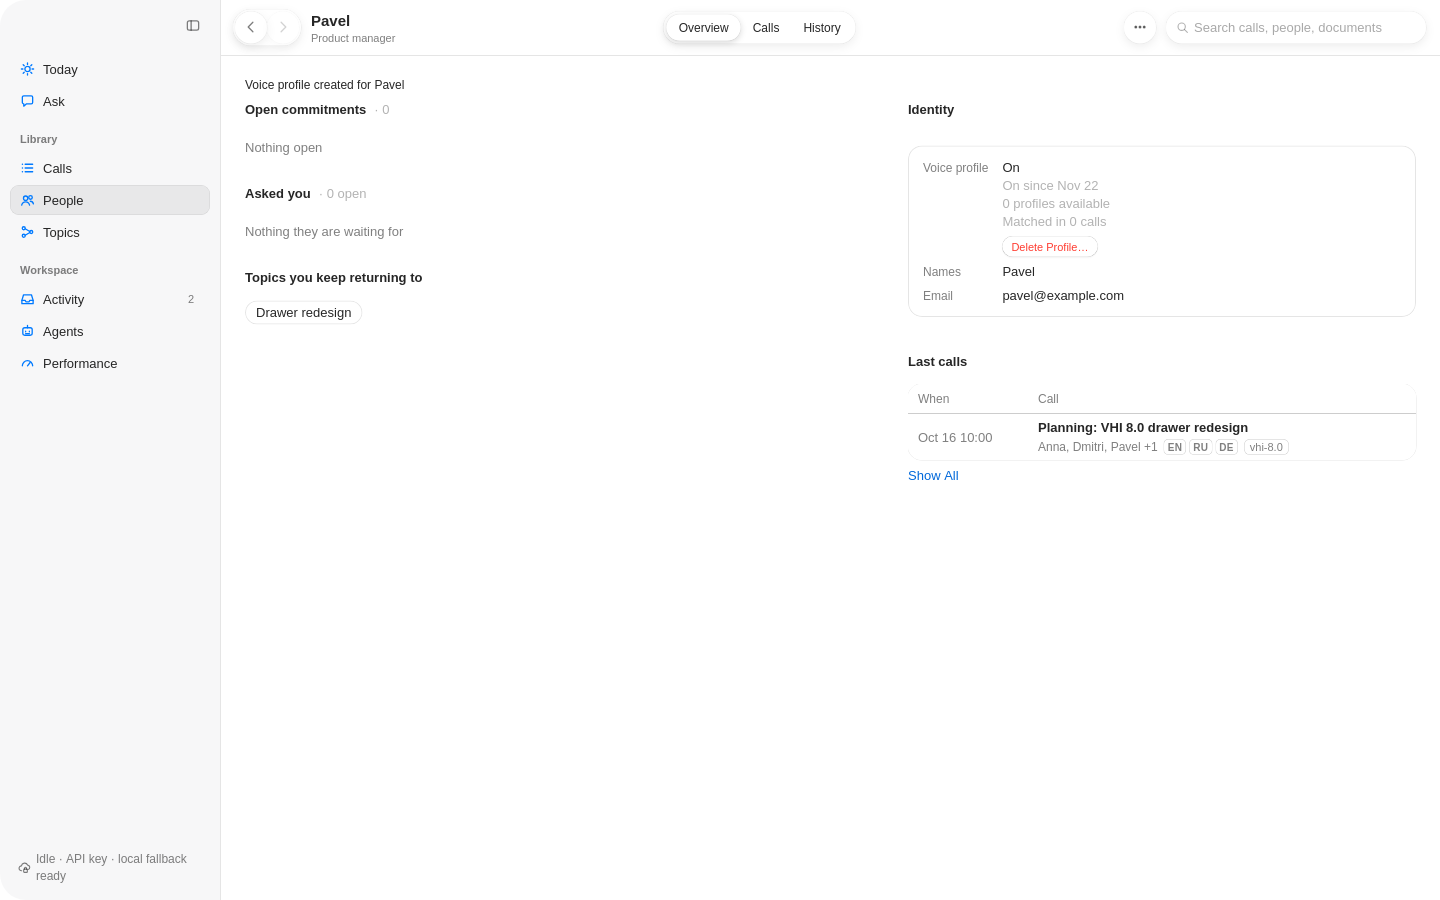 Pavel
Product manager
Overview
Calls
History
Search calls, people, documents
Today
Ask
Library
Calls
People
Topics
Workspace
Activity 2
Agents
Performance
Idle · API key · local fallback
ready
Voice profile created for Pavel
Open commitments · 0
Nothing open
Asked you · 0 open
Nothing they are waiting for
Topics you keep returning to
Drawer redesign
Identity
Voice profile On
On since Nov 22
0 profiles available
Matched in 0 calls
Delete Profile…
Names Pavel
Email pavel@example.com
Last calls
When Call
Oct 16 10:00 Planning: VHI 8.0 drawer redesign
Anna, Dmitri, Pavel +1 EN RU DE vhi-8.0
Show All